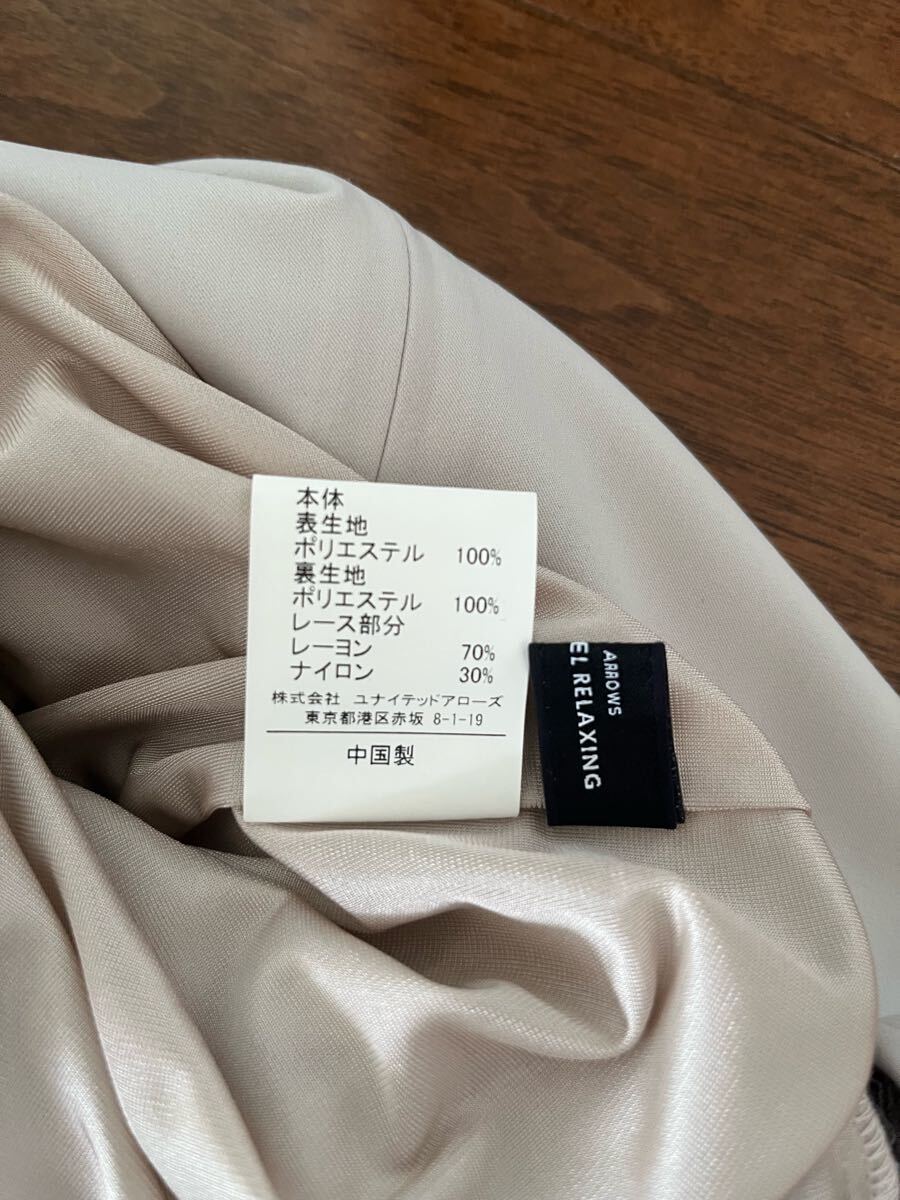 本体
表生地
ポリエステル 100%
裏生地
ポリエステル 100%
レース部分
レーヨン 70%
ナイロン 30%
株式会社 ユナイテッドアローズ
東京都港区赤坂 8-1-19
中国製
ARROWS
EL RELAXING